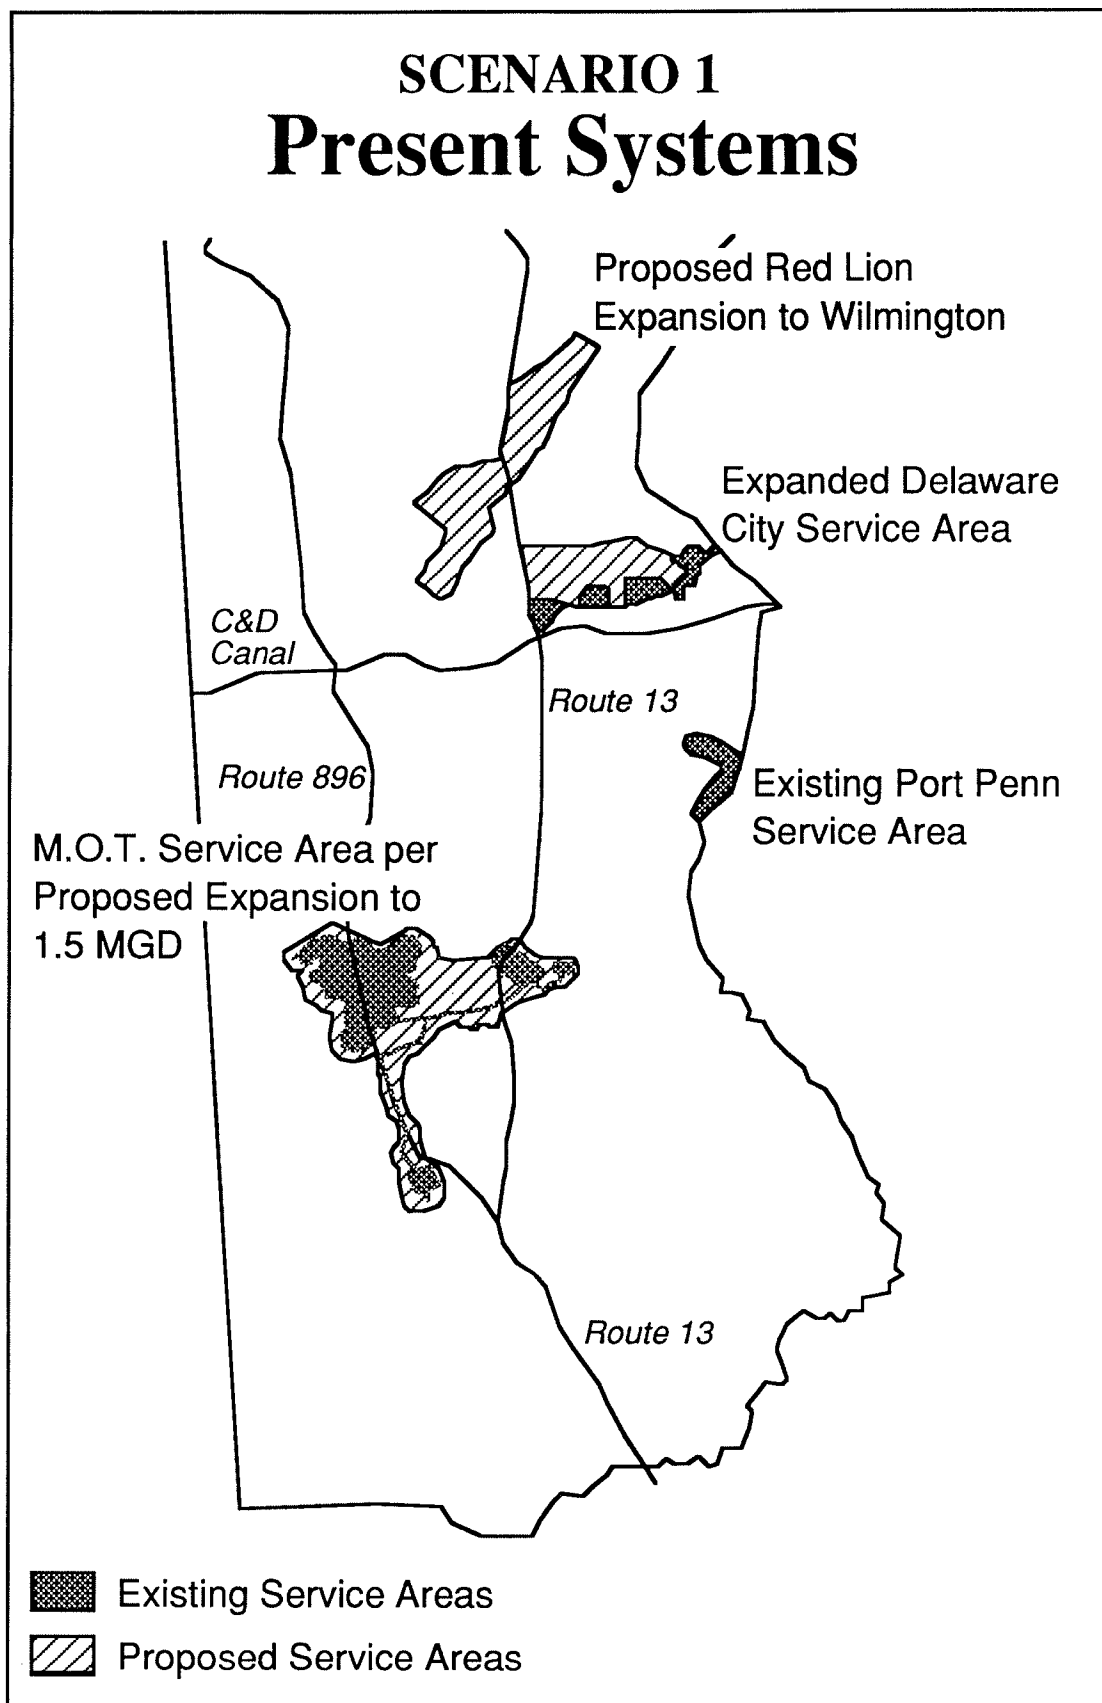 SCENARIO 1
Present Systems
Proposed Red Lion
Expansion to Wilmington
Expanded Delaware
City Service Area
C&D
Canal
Route 13
Route 896
Existing Port Penn
Service Area
M.O.T. Service Area per
Proposed Expansion to
1.5 MGD
Route 13
Existing Service Areas
Proposed Service Areas